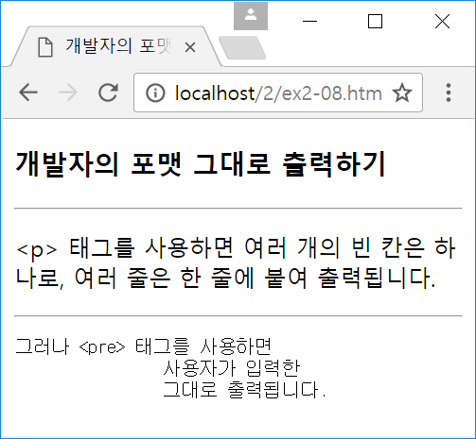 개발자의 포맷
localhost/2/ex2-08.htm
개발자의 포맷 그대로 출력하기
<p> 태그를 사용하면 여러 개의 빈 칸은 하
나로, 여러 줄은 한 줄에 붙여 출력됩니다.
그러나 <pre> 태그를 사용하면
사용자가 입력한
그대로 출력됩니다.